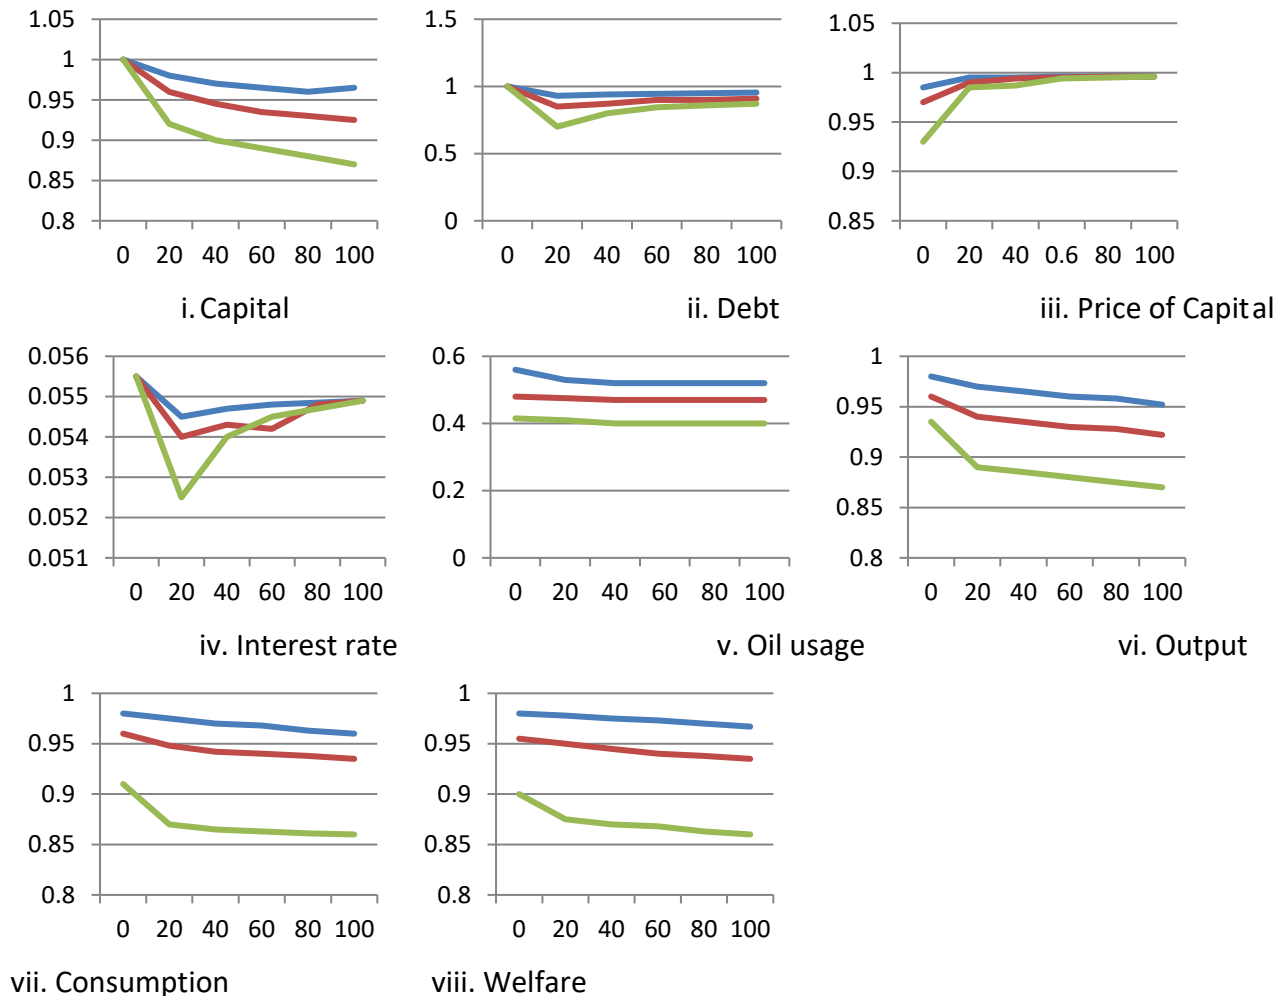 1.05
1
0.95
0.9
0.85
0.8
0 20 40 60 80 100
i. Capital
1.5
1
0.5
0
0 20 40 60 80 100
ii. Debt
1.05
1
0.95
0.9
0.85
0 20 40 0.6 80 100
iii. Price of Capital
0.056
0.055
0.054
0.053
0.052
0.051
0 20 40 60 80 100
iv. Interest rate
0.6
0.4
0.2
0
0 20 40 60 80 100
v. Oil usage
1
0.95
0.9
0.85
0.8
0 20 40 60 80 100
vi. Output
1
0.95
0.9
0.85
0.8
0 20 40 60 80 100
vii. Consumption
1
0.95
0.9
0.85
0.8
0 20 40 60 80 100
viii. Welfare